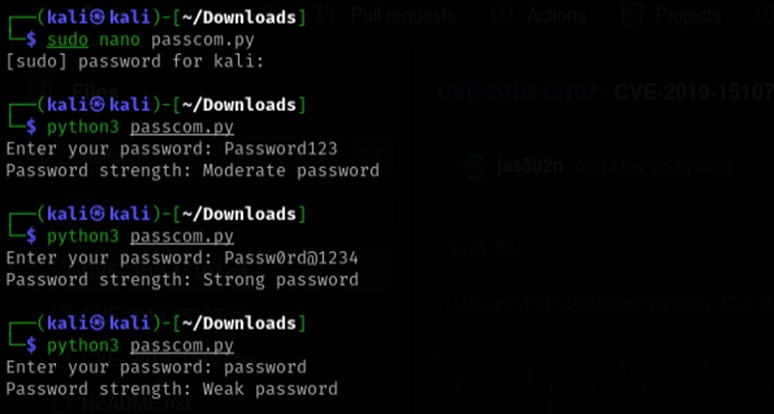 Pull requests Actions Projects
┌──(kali㉿kali)-[~/Downloads]
└─$ sudo nano passcom.py
[sudo] password for kali:
Files
CVE-2019-15107 / CVE-2019-15107
┌──(kali㉿kali)-[~/Downloads]
└─$ python3 passcom.py
Enter your password: Password123
Password strength: Moderate password
jas502n Add files via upload
┌──(kali㉿kali)-[~/Downloads]
└─$ python3 passcom.py
Enter your password: Passw0rd@1234
Password strength: Strong password
3.74 MB
┌──(kali㉿kali)-[~/Downloads]
└─$ python3 passcom.py
Enter your password: password
Password strength: Weak password
README.md